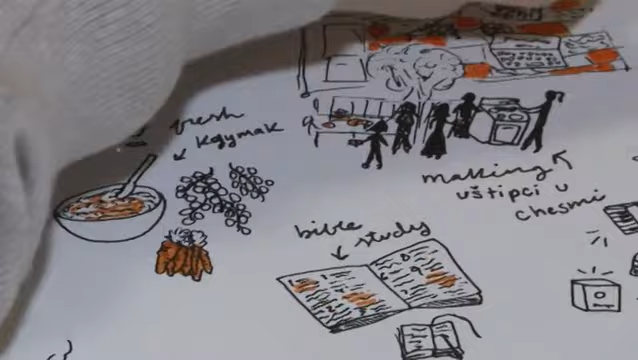 fresh
kaymak
making
uštipci u
chesmi
bible
study